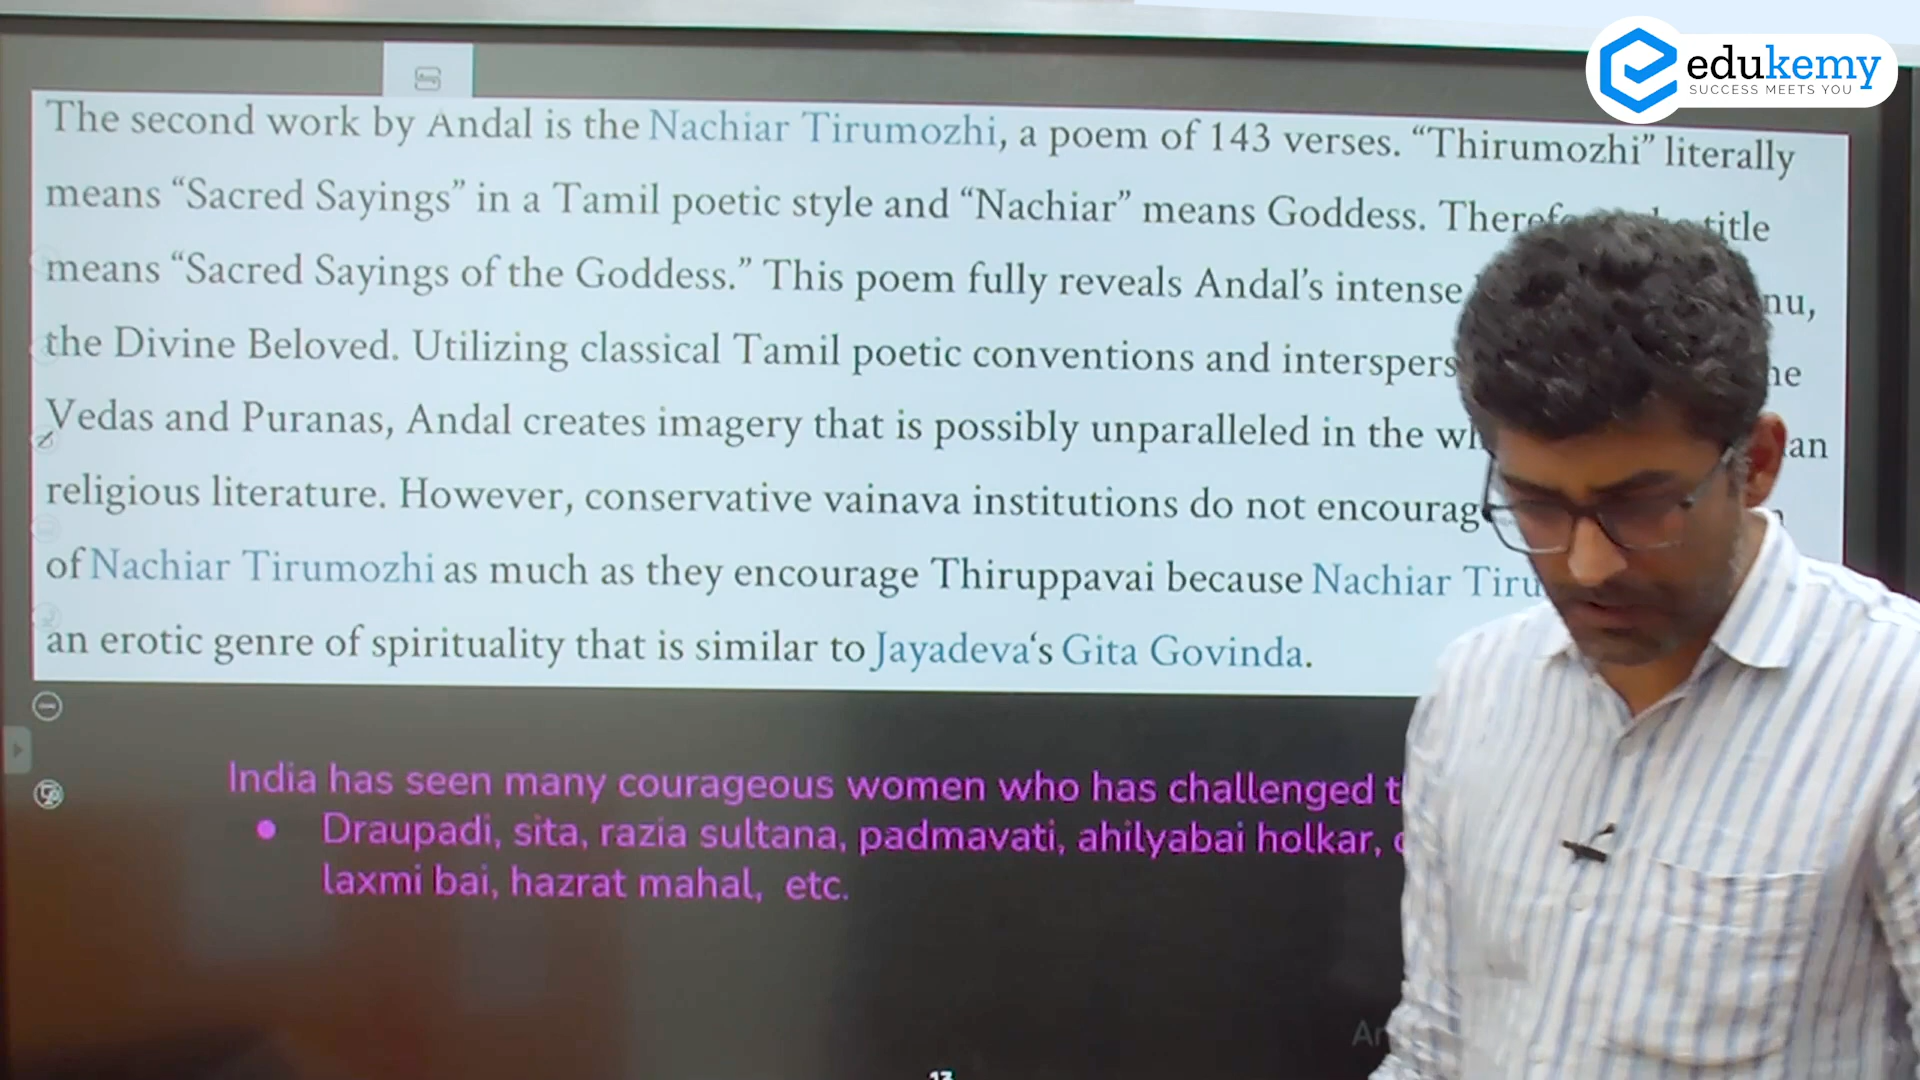 edukemy
SUCCESS MEETS YOU
The second work by Andal is the Nachiar Tirumozhi, a poem of 143 verses. “Thirumozhi” literally
means “Sacred Sayings” in a Tamil poetic style and “Nachiar” means Goddess. title
means “Sacred Sayings of the Goddess.” This poem fully reveals Andal’s intense
the Divine Beloved. Utilizing classical Tamil poetic conventions and
Vedas and Puranas, Andal creates imagery that is possibly unparalleled in the
religious literature. However, conservative vainava institutions do not
of Nachiar Tirumozhi as much as they encourage Thiruppavai because Nachiar
an erotic genre of spirituality that is similar to Jayadeva‘s Gita Govinda.
India has seen many courageous women who has challenged
● Draupadi, sita, razia sultana, padmavati, ahilyabai holkar,
laxmi bai, hazrat mahal, etc.